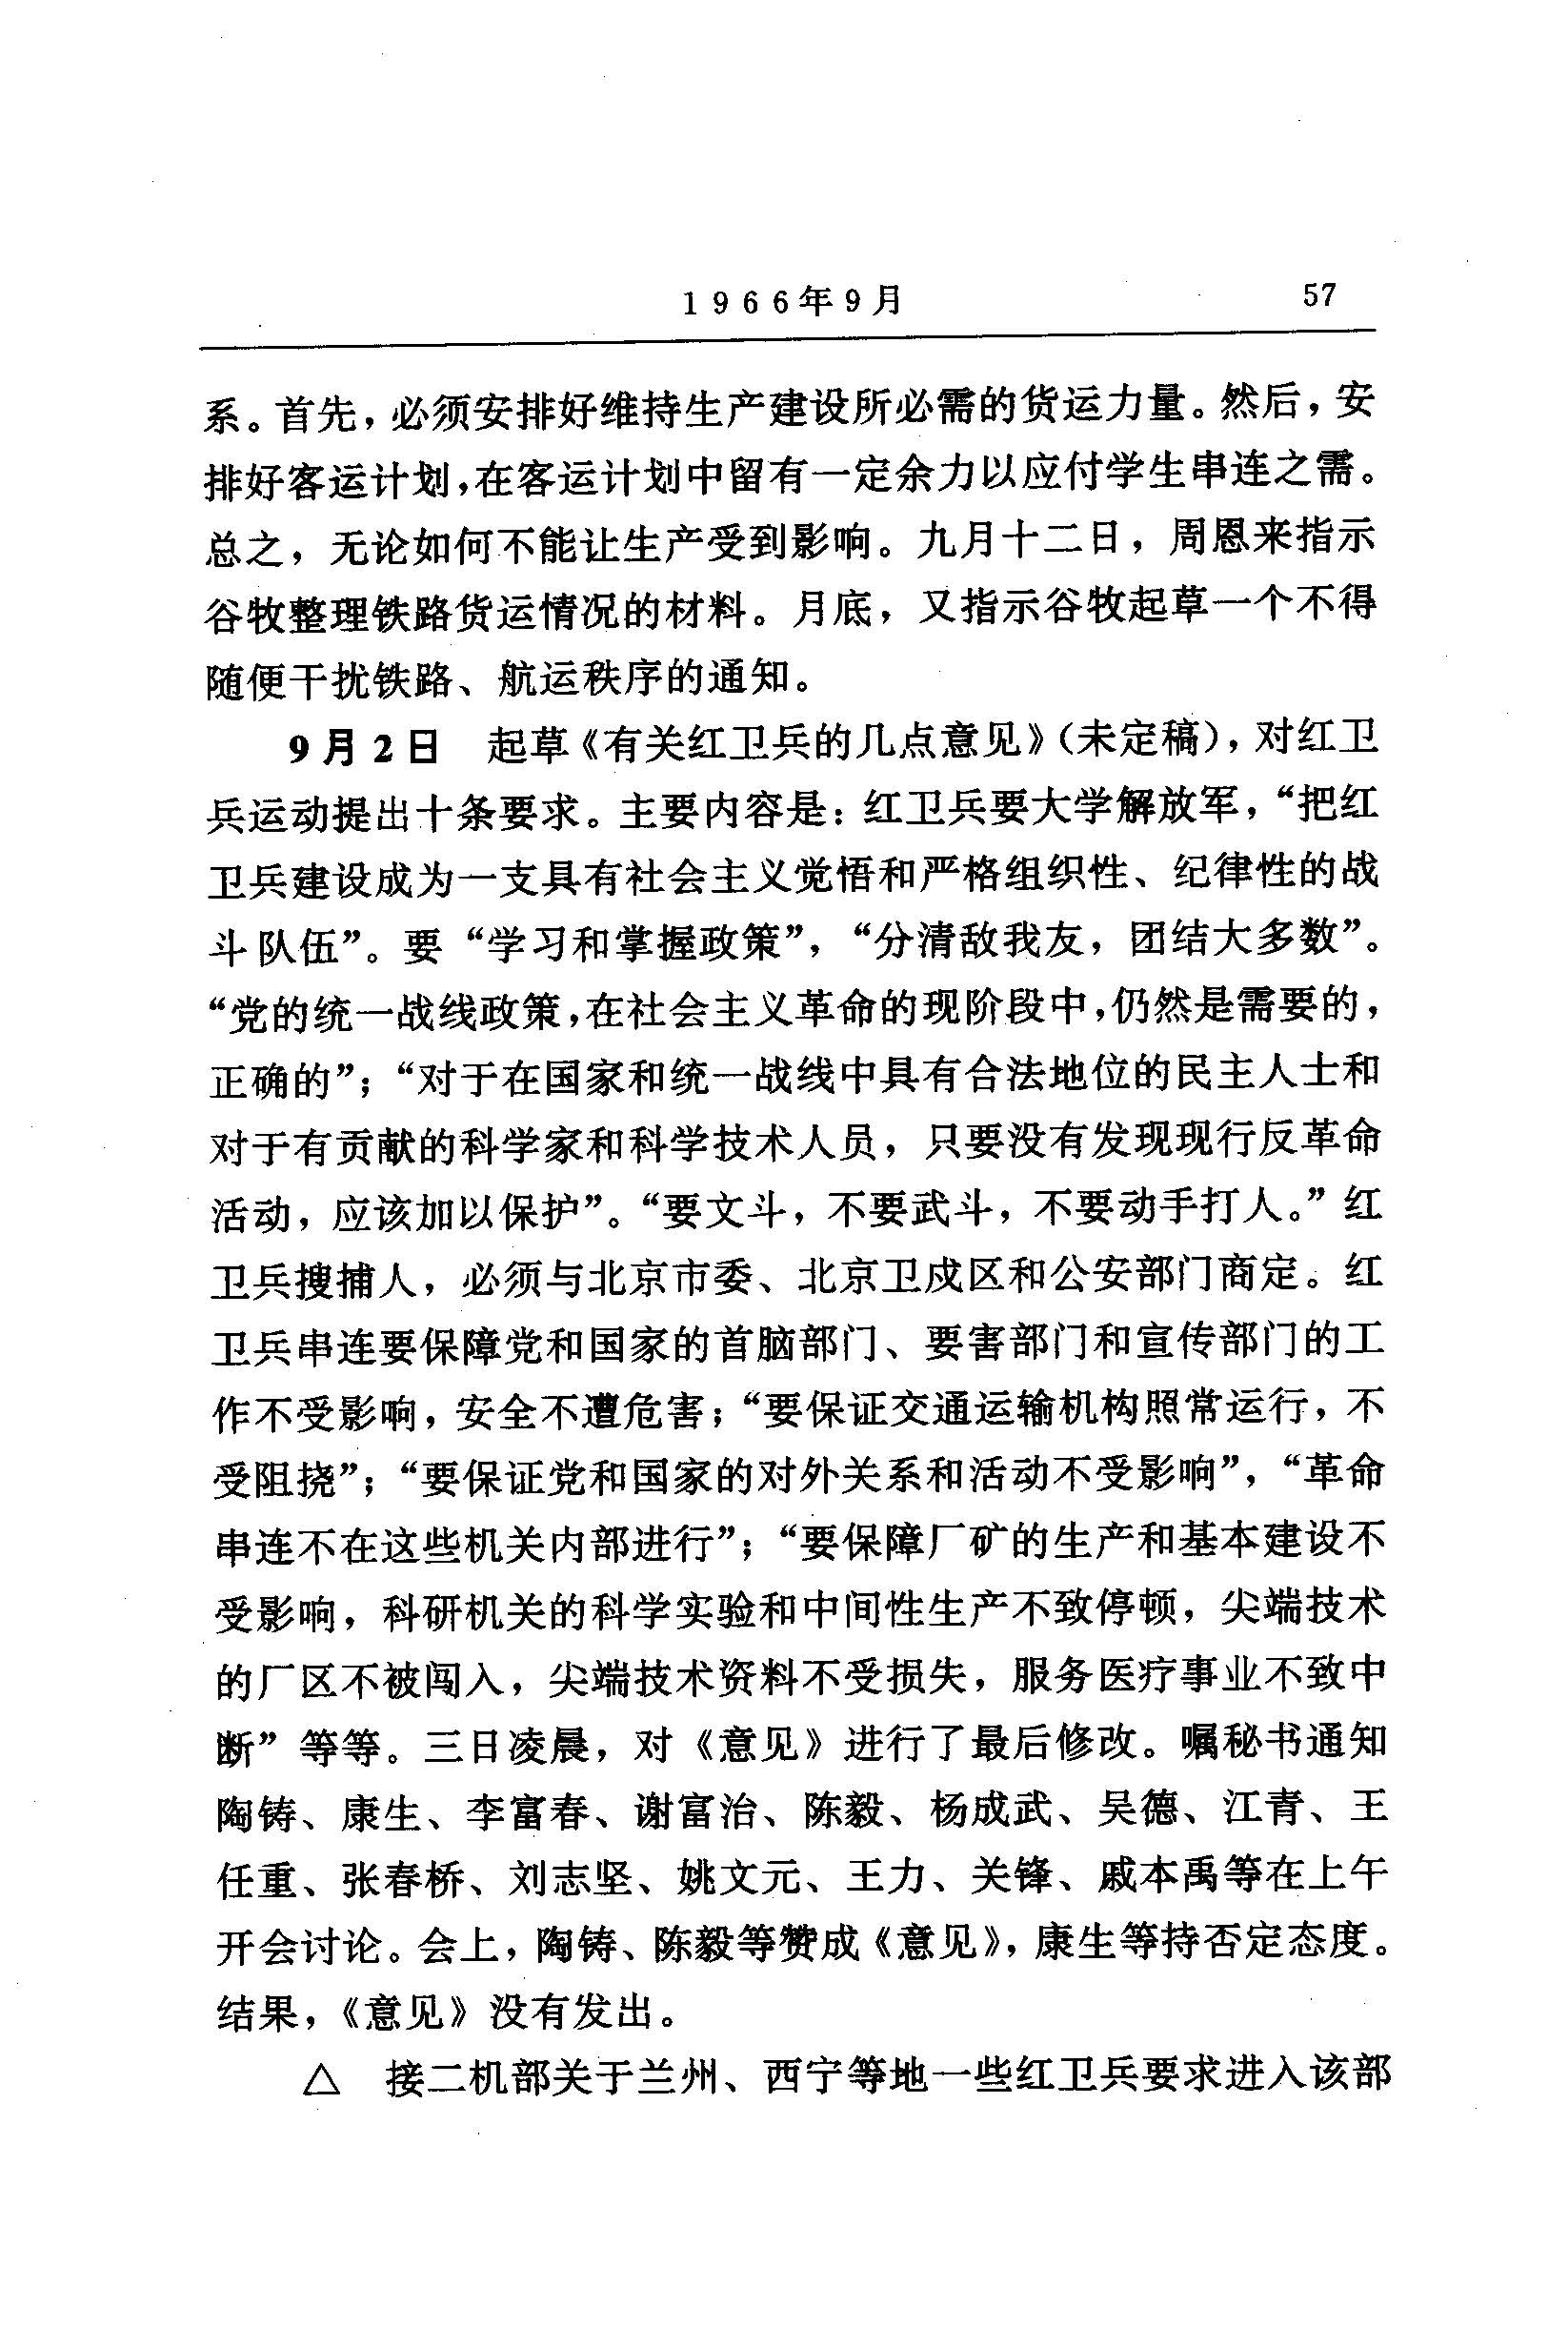 1966年9月 57
系。首先，必须安排好维持生产建设所必需的货运力量。然后，安
排好客运计划，在客运计划中留有一定余力以应付学生串连之需。
总之，无论如何不能让生产受到影响。九月十二日，周恩来指示
谷牧整理铁路货运情况的材料。月底，又指示谷牧起草一个不得
随便干扰铁路、航运秩序的通知。
9月2日 起草《有关红卫兵的几点意见》（未定稿），对红卫
兵运动提出十条要求。主要内容是：红卫兵要大学解放军，“把红
卫兵建设成为一支具有社会主义觉悟和严格组织性、纪律性的战
斗队伍”。要“学习和掌握政策”，“分清敌我友，团结大多数”。
“党的统一战线政策，在社会主义革命的现阶段中，仍然是需要的，
正确的”；“对于在国家和统一战线中具有合法地位的民主人士和
对于有贡献的科学家和科学技术人员，只要没有发现现行反革命
活动，应该加以保护”。“要文斗，不要武斗，不要动手打人。”红
卫兵搜捕人，必须与北京市委、北京卫戍区和公安部门商定。红
卫兵串连要保障党和国家的首脑部门、要害部门和宣传部门的工
作不受影响，安全不遭危害；“要保证交通运输机构照常运行，不
受阻挠”；“要保证党和国家的对外关系和活动不受影响”，“革命
串连不在这些机关内部进行”；“要保障厂矿的生产和基本建设不
受影响，科研机关的科学实验和中间性生产不致停顿，尖端技术
的厂区不被闯入，尖端技术资料不受损失，服务医疗事业不致中
断”等等。三日凌晨，对《意见》进行了最后修改。嘱秘书通知
陶铸、康生、李富春、谢富治、陈毅、杨成武、吴德、江青、王
任重、张春桥、刘志坚、姚文元、王力、关锋、戚本禹等在上午
开会讨论。会上，陶铸、陈毅等赞成《意见》，康生等持否定态度。
结果，《意见》没有发出。
△ 接二机部关于兰州、西宁等地一些红卫兵要求进入该部